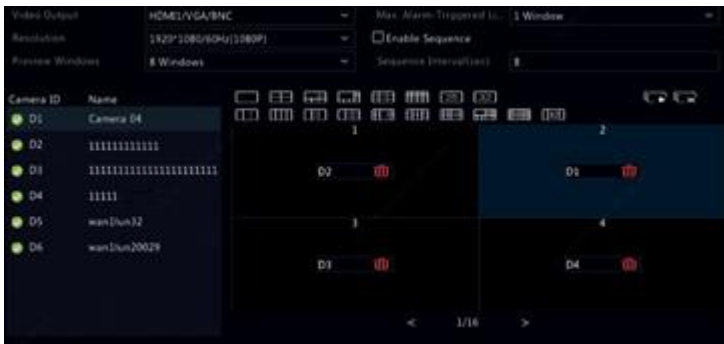 Video Output HDMI1/VGA/BNC Max. Alarm-Triggered Li... 1 Window
Resolution 1920*1080/60Hz(1080P) Enable Sequence
Preview Windows 8 Windows Sequence Interval(sec) 8
Camera ID Name
D1 Camera 04
D2 111111111111
D3
D4 11111
D5 wan1lun32
D6 wan1lun20029
1 2
D2 D1
3 4
D3 D4
< 1/16 >